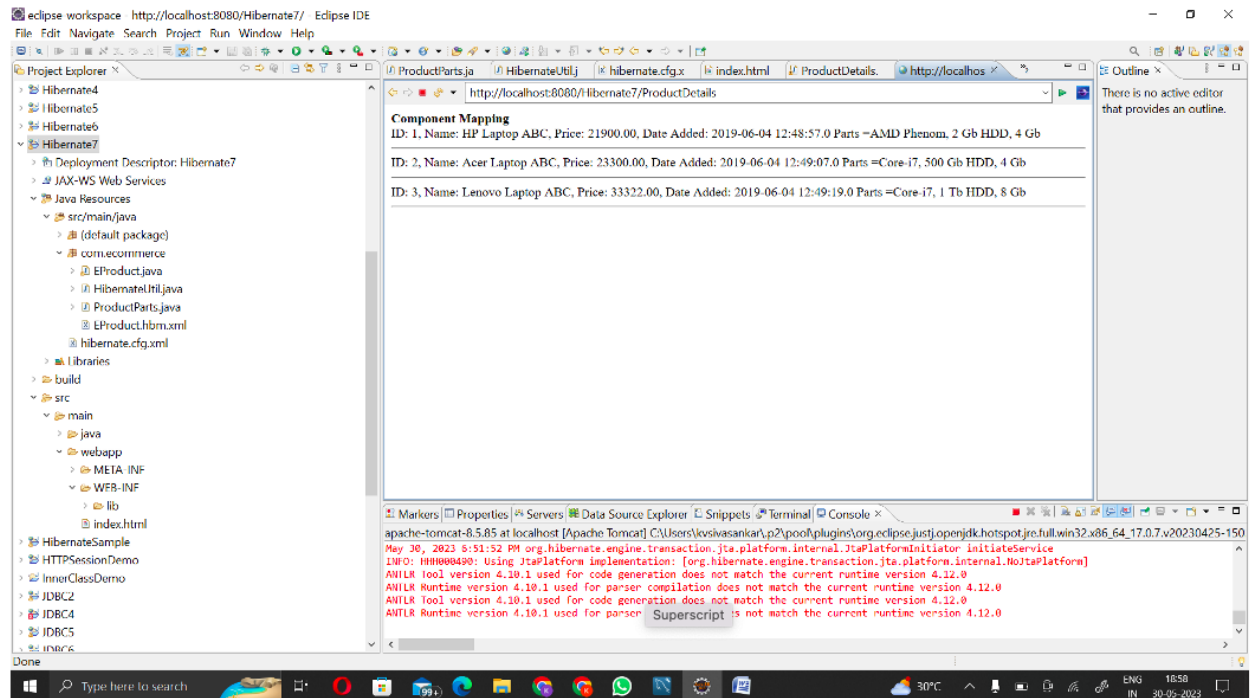 eclipse workspace - http://localhost:8080/Hibernate7/ - Eclipse IDE
File Edit Navigate Search Project Run Window Help
Project Explorer
Hibernate4
Hibernate5
Hibernate6
Hibernate7
Deployment Descriptor: Hibernate7
JAX-WS Web Services
Java Resources
src/main/java
(default package)
com.ecommerce
EProduct.java
HibernateUtil.java
ProductParts.java
EProduct.hbm.xml
hibernate.cfg.xml
Libraries
build
src
main
java
webapp
META-INF
WEB-INF
lib
index.html
HibernateSample
HTTPSessionDemo
InnerClassDemo
JDBC2
JDBC4
JDBC5
JDBC6
ProductParts.ja HibernateUtil.j hibernate.cfg.x index.html ProductDetails. http://localhos
http://localhost:8080/Hibernate7/ProductDetails
Component Mapping
ID: 1, Name: HP Laptop ABC, Price: 21900.00, Date Added: 2019-06-04 12:48:57.0 Parts =AMD Phenom, 2 Gb HDD, 4 Gb
ID: 2, Name: Acer Laptop ABC, Price: 23300.00, Date Added: 2019-06-04 12:49:07.0 Parts =Core-i7, 500 Gb HDD, 4 Gb
ID: 3, Name: Lenovo Laptop ABC, Price: 33322.00, Date Added: 2019-06-04 12:49:19.0 Parts =Core-i7, 1 Tb HDD, 8 Gb
Outline
There is no active editor
that provides an outline.
Markers Properties Servers Data Source Explorer Snippets Terminal Console
apache-tomcat-8.5.85 at localhost [Apache Tomcat] C:\Users\kvsivasankar\.p2\pool\plugins\org.eclipse.justj.openjdk.hotspot.jre.full.win32.x86_64_17.0.7.v20230425-150
May 30, 2023 6:51:52 PM org.hibernate.engine.transaction.jta.platform.internal.JtaPlatformInitiator initiateService
INFO: HHH000490: Using JtaPlatform implementation: [org.hibernate.engine.transaction.jta.platform.internal.NoJtaPlatform]
ANTLR Tool version 4.10.1 used for code generation does not match the current runtime version 4.12.0
ANTLR Runtime version 4.10.1 used for parser compilation does not match the current runtime version 4.12.0
ANTLR Tool version 4.10.1 used for code generation does not match the current runtime version 4.12.0
ANTLR Runtime version 4.10.1 used for parser s not match the current runtime version 4.12.0
Superscript
Done
Type here to search
99+
30°C
ENG
IN
18:58
30-05-2023